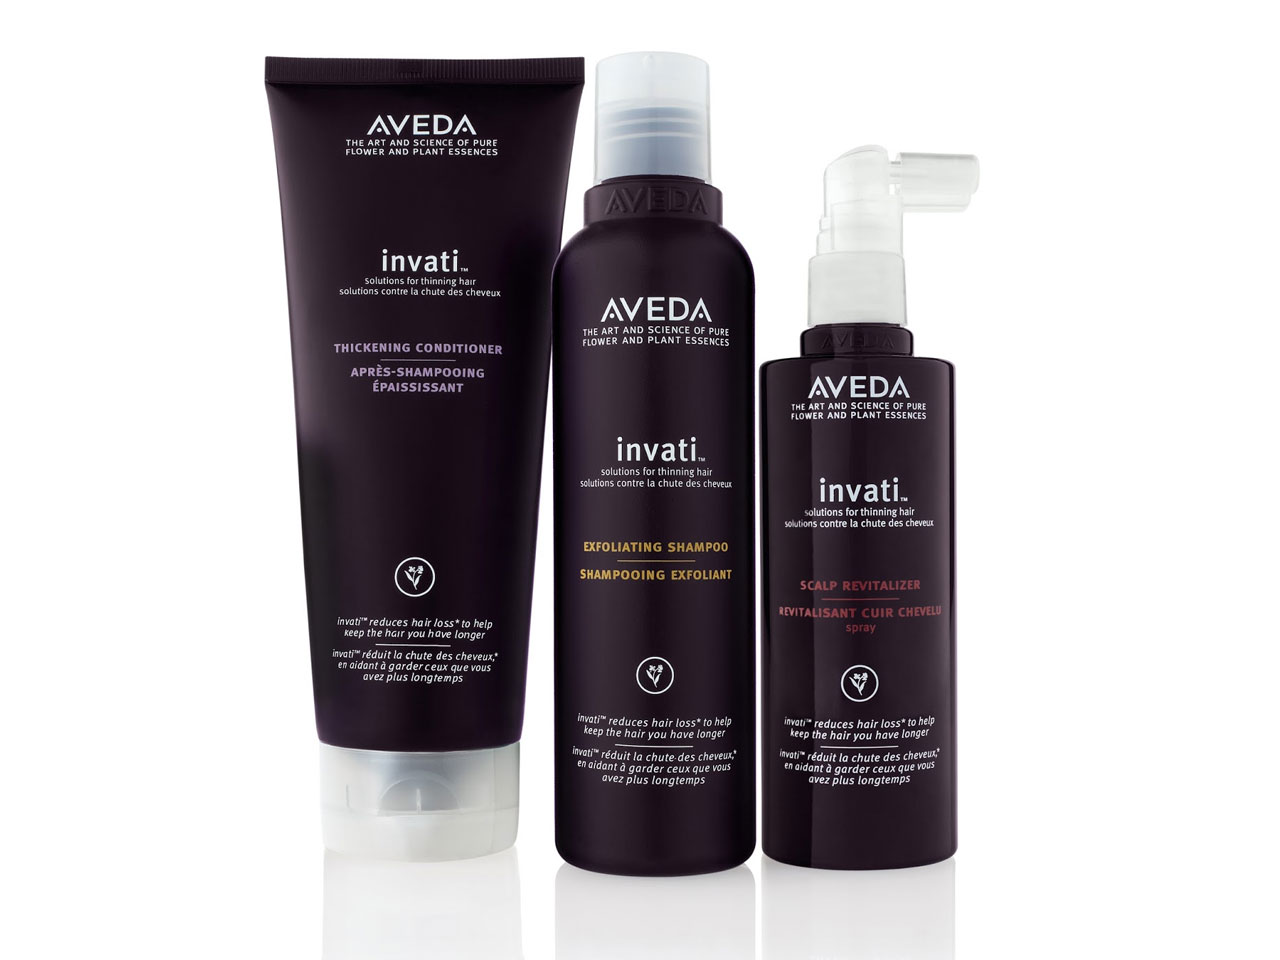 AVEDA
THE ART AND SCIENCE OF PURE
FLOWER AND PLANT ESSENCES
invati™
solutions for thinning hair
solutions contre la chute des cheveux
THICKENING CONDITIONER
APRÈS-SHAMPOOING
ÉPAISSISSANT
invati™ reduces hair loss* to help
keep the hair you have longer
invati™ réduit la chute des cheveux,*
en aidant à garder ceux que vous
avez plus longtemps
AVEDA
AVEDA
THE ART AND SCIENCE OF PURE
FLOWER AND PLANT ESSENCES
invati™
solutions for thinning hair
solutions contre la chute des cheveux
EXFOLIATING SHAMPOO
SHAMPOOING EXFOLIANT
invati™ reduces hair loss* to help
keep the hair you have longer
invati™ réduit la chute des cheveux,*
en aidant à garder ceux que vous
avez plus longtemps
AVEDA
AVEDA
THE ART AND SCIENCE OF PURE
FLOWER AND PLANT ESSENCES
invati™
solutions for thinning hair
solutions contre la chute des cheveux
SCALP REVITALIZER
REVITALISANT CUIR CHEVELU
spray
invati™ reduces hair loss* to help
keep the hair you have longer
invati™ réduit la chute des cheveux,*
en aidant à garder ceux que vous
avez plus longtemps